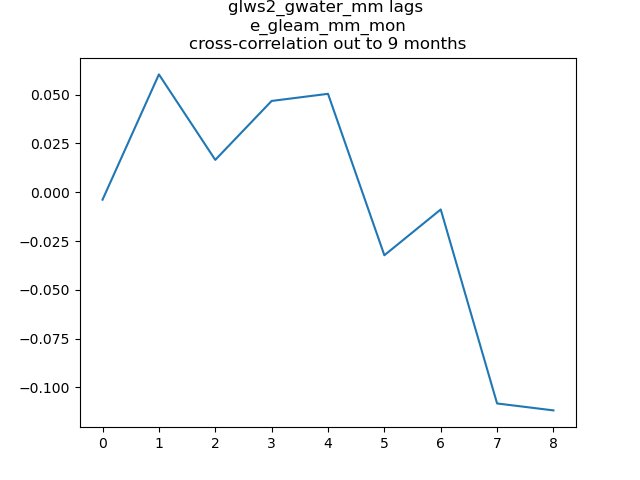 glws2_gwater_mm lags
e_gleam_mm_mon
cross-correlation out to 9 months
0.050
0.025
0.000
−0.025
−0.050
−0.075
−0.100
0 1 2 3 4 5 6 7 8